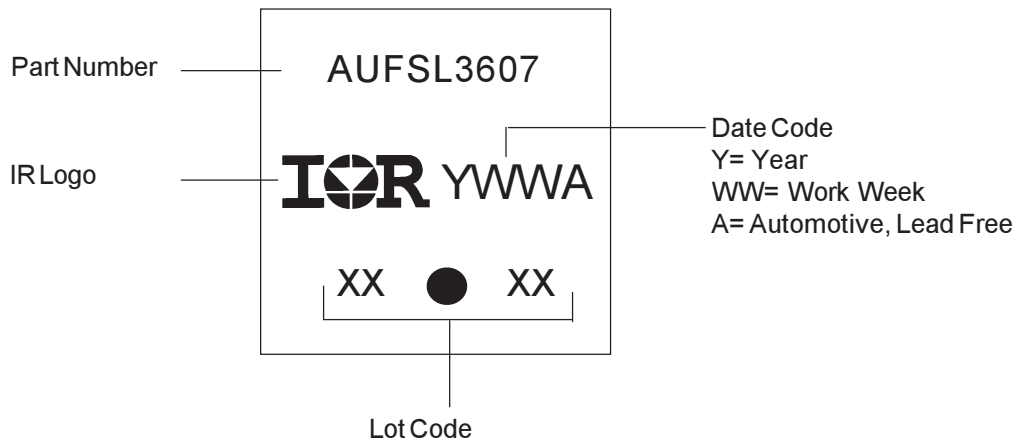 Part Number
AUFSL3607
IR Logo
IOR YWWA
Date Code
Y= Year
WW= Work Week
A= Automotive, Lead Free
XX XX
Lot Code